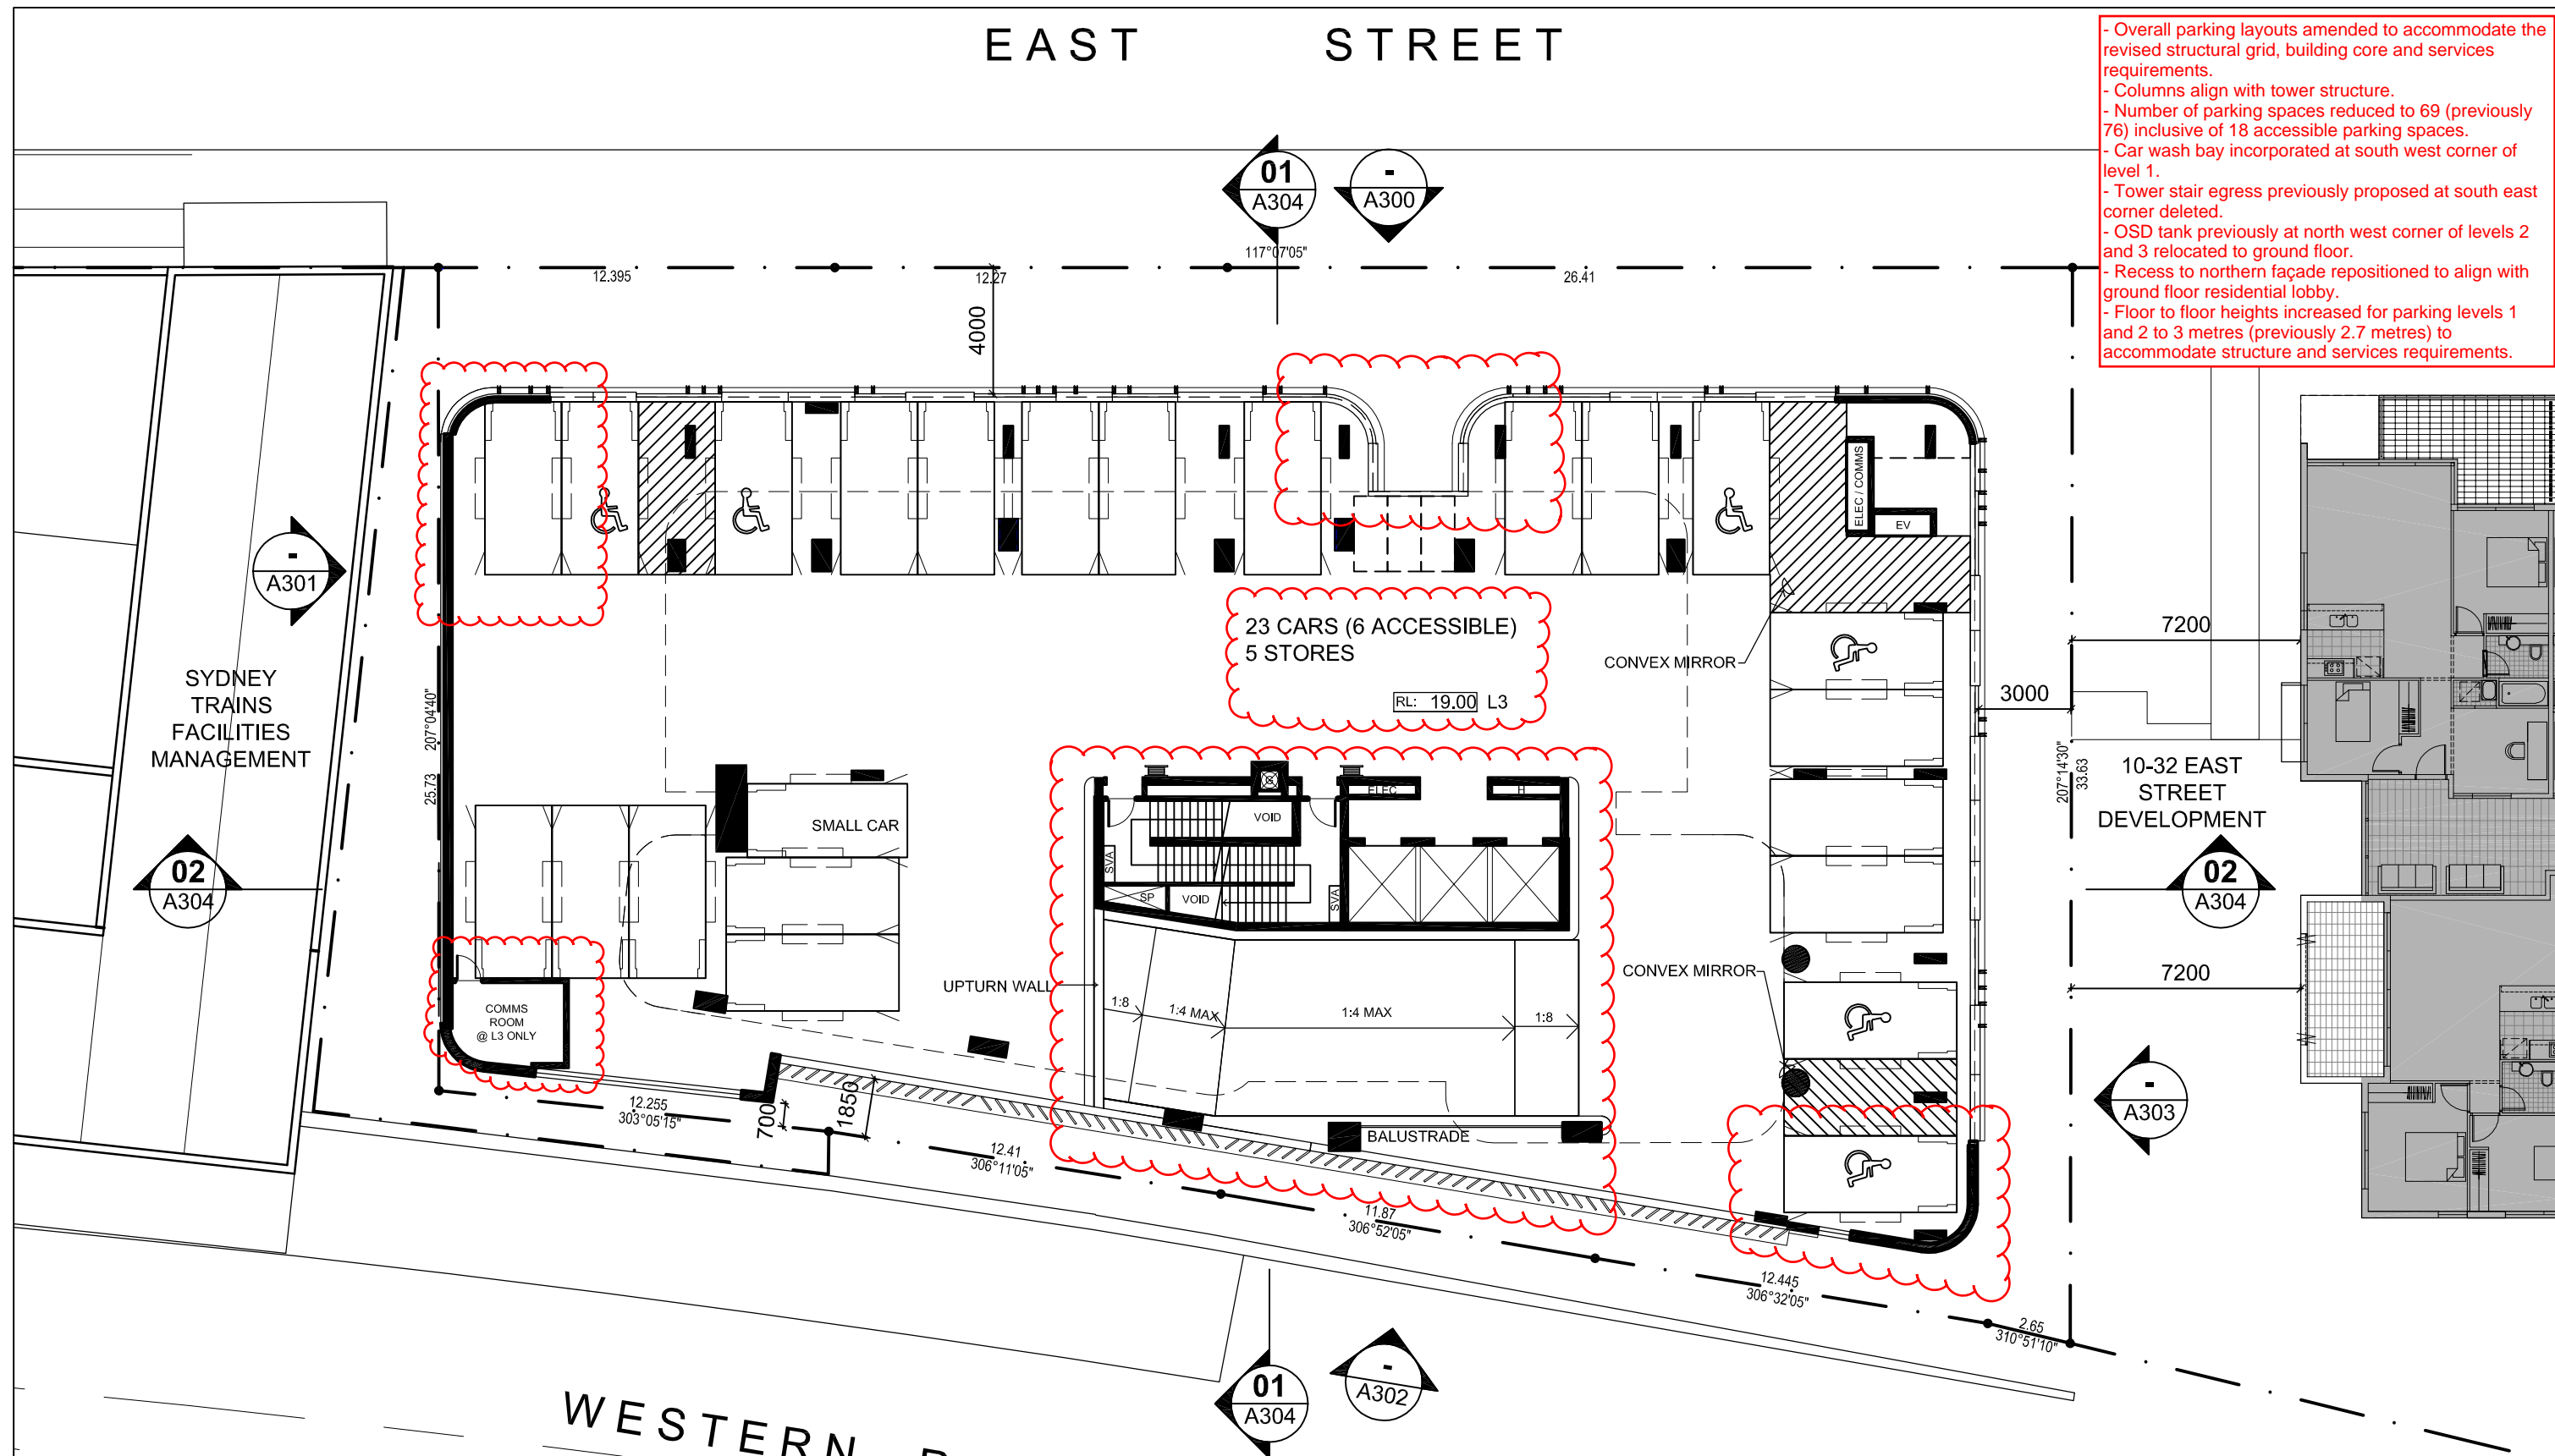 EAST STREET
- Overall parking layouts amended to accommodate the
revised structural grid, building core and services
requirements.
- Columns align with tower structure.
- Number of parking spaces reduced to 69 (previously
76) inclusive of 18 accessible parking spaces.
- Car wash bay incorporated at south west corner of
level 1.
- Tower stair egress previously proposed at south east
corner deleted.
- OSD tank previously at north west corner of levels 2
and 3 relocated to ground floor.
- Recess to northern façade repositioned to align with
ground floor residential lobby.
- Floor to floor heights increased for parking levels 1
and 2 to 3 metres (previously 2.7 metres) to
accommodate structure and services requirements.
01
A304
-
A300
117°07'05"
12.395
12.27
26.41
4000
ELEC / COMMS
EV
-
A301
23 CARS (6 ACCESSIBLE)
5 STORES
RL: 19.00 L3
CONVEX MIRROR
7200
3000
SYDNEY
TRAINS
FACILITIES
MANAGEMENT
207°04'40"
25.73
207°14'30"
33.63
10-32 EAST
STREET
DEVELOPMENT
SMALL CAR
ELEC
H
VOID
SVA
SP
VOID
SVA
02
A304
02
A304
UPTURN WALL
CONVEX MIRROR
7200
1:8
1:4 MAX
1:4 MAX
1:8
COMMS
ROOM
@ L3 ONLY
-
A303
12.255
303°05'15"
700
1850
BALUSTRADE
12.41
306°11'05"
11.87
306°52'05"
12.445
306°32'05"
2.65
310°51'10"
01
A304
-
A302
WESTERN